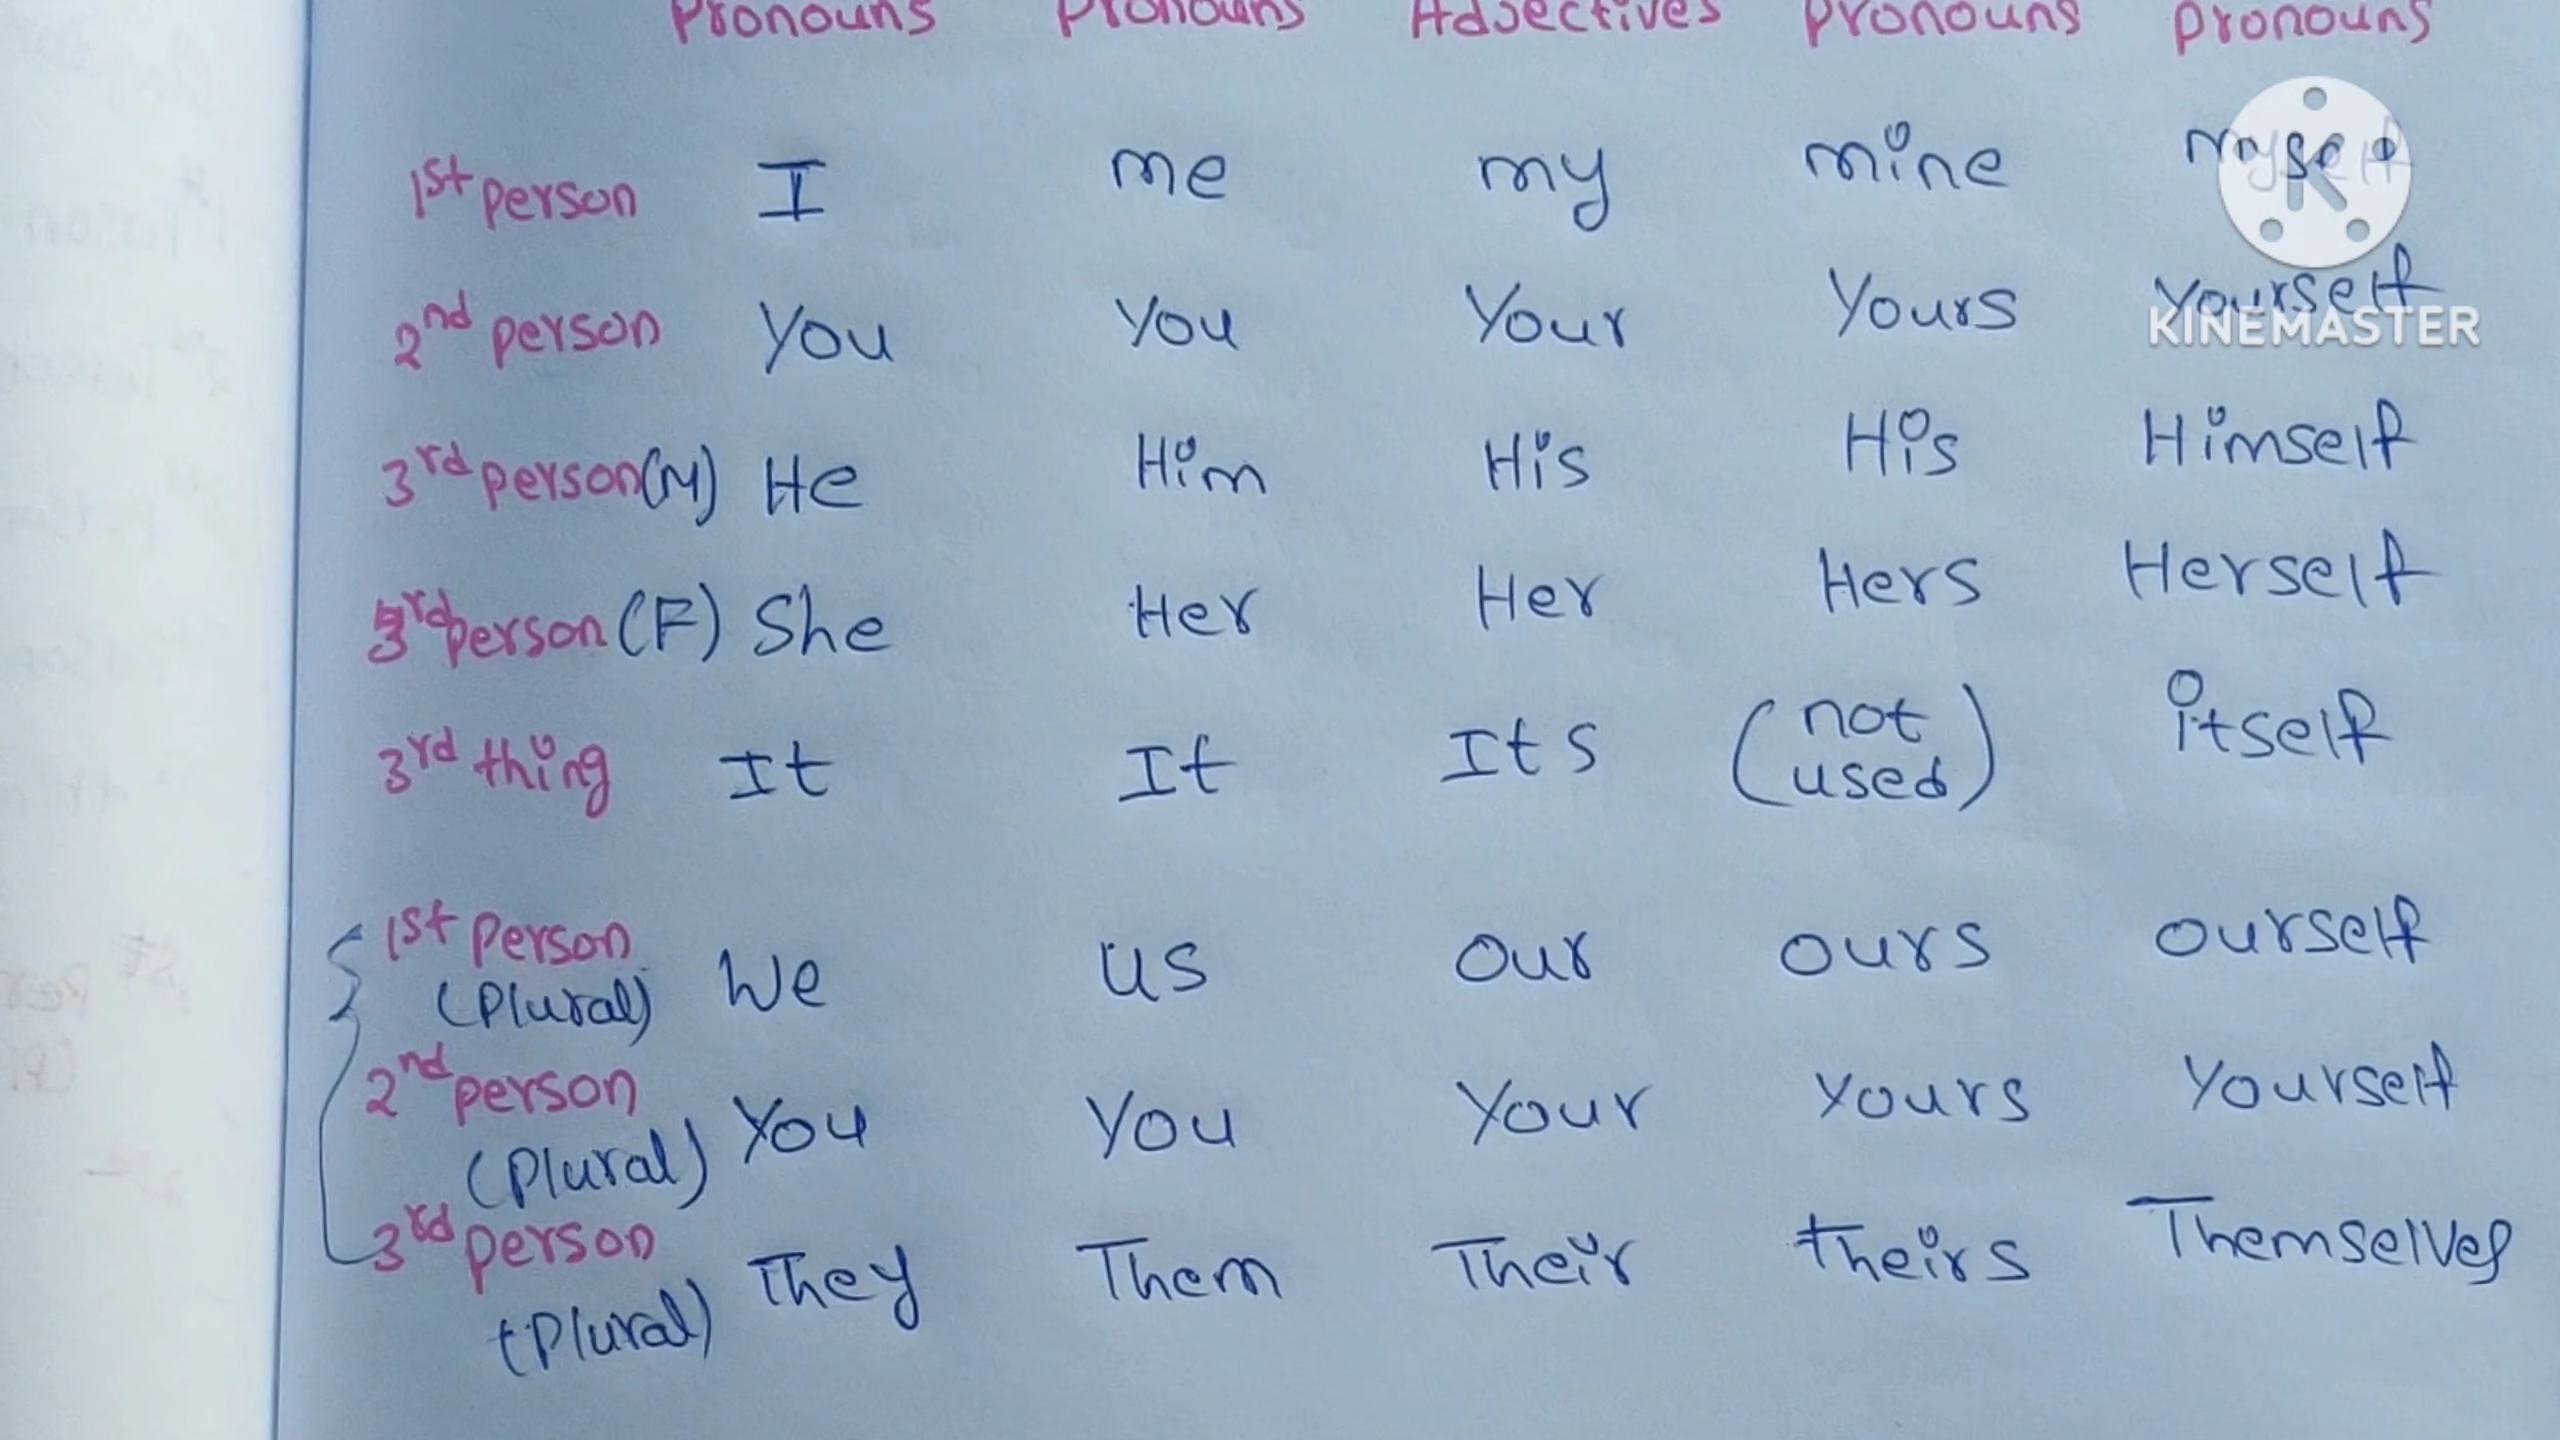 Pronouns Pronouns Adjectives Pronouns pronouns
1st person I me my mine myself
2nd person You You Your Yours Yourself
KINEMASTER
3rd person(M) He Him His His Himself
3rd person (F) She Her Her Hers Herself
3rd thing It It Its (not used) itself
1st person (Plural) We us our ours ourself
2nd person (Plural) You You Your Yours Yourself
3rd person (Plural) They Them Their theirs Themselves